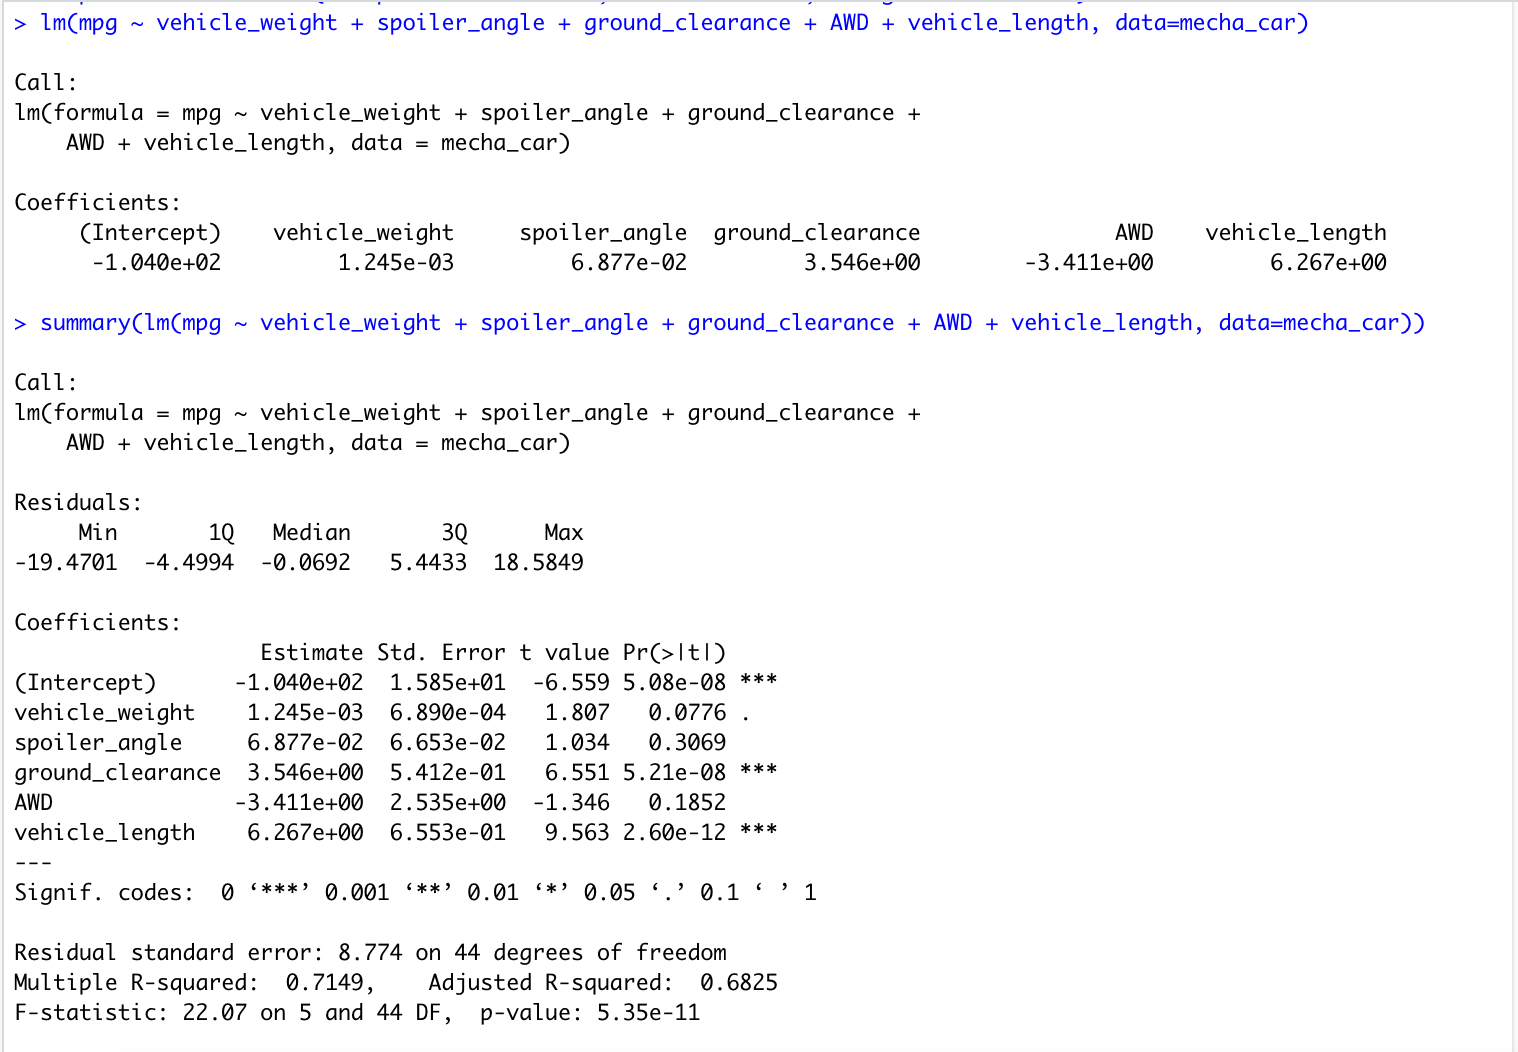 > lm(mpg ~ vehicle_weight + spoiler_angle + ground_clearance + AWD + vehicle_length, data=mecha_car)

Call:
lm(formula = mpg ~ vehicle_weight + spoiler_angle + ground_clearance +
    AWD + vehicle_length, data = mecha_car)

Coefficients:
     (Intercept)    vehicle_weight     spoiler_angle  ground_clearance               AWD    vehicle_length
      -1.040e+02         1.245e-03         6.877e-02         3.546e+00        -3.411e+00         6.267e+00

> summary(lm(mpg ~ vehicle_weight + spoiler_angle + ground_clearance + AWD + vehicle_length, data=mecha_car))

Call:
lm(formula = mpg ~ vehicle_weight + spoiler_angle + ground_clearance +
    AWD + vehicle_length, data = mecha_car)

Residuals:
     Min       1Q   Median       3Q      Max
-19.4701  -4.4994  -0.0692   5.4433  18.5849

Coefficients:
                   Estimate Std. Error t value Pr(>|t|)
(Intercept)      -1.040e+02  1.585e+01  -6.559 5.08e-08 ***
vehicle_weight    1.245e-03  6.890e-04   1.807   0.0776 .
spoiler_angle     6.877e-02  6.653e-02   1.034   0.3069
ground_clearance  3.546e+00  5.412e-01   6.551 5.21e-08 ***
AWD              -3.411e+00  2.535e+00  -1.346   0.1852
vehicle_length    6.267e+00  6.553e-01   9.563 2.60e-12 ***
---
Signif. codes:  0 ‘***’ 0.001 ‘**’ 0.01 ‘*’ 0.05 ‘.’ 0.1 ‘ ’ 1

Residual standard error: 8.774 on 44 degrees of freedom
Multiple R-squared:  0.7149,    Adjusted R-squared:  0.6825
F-statistic: 22.07 on 5 and 44 DF,  p-value: 5.35e-11